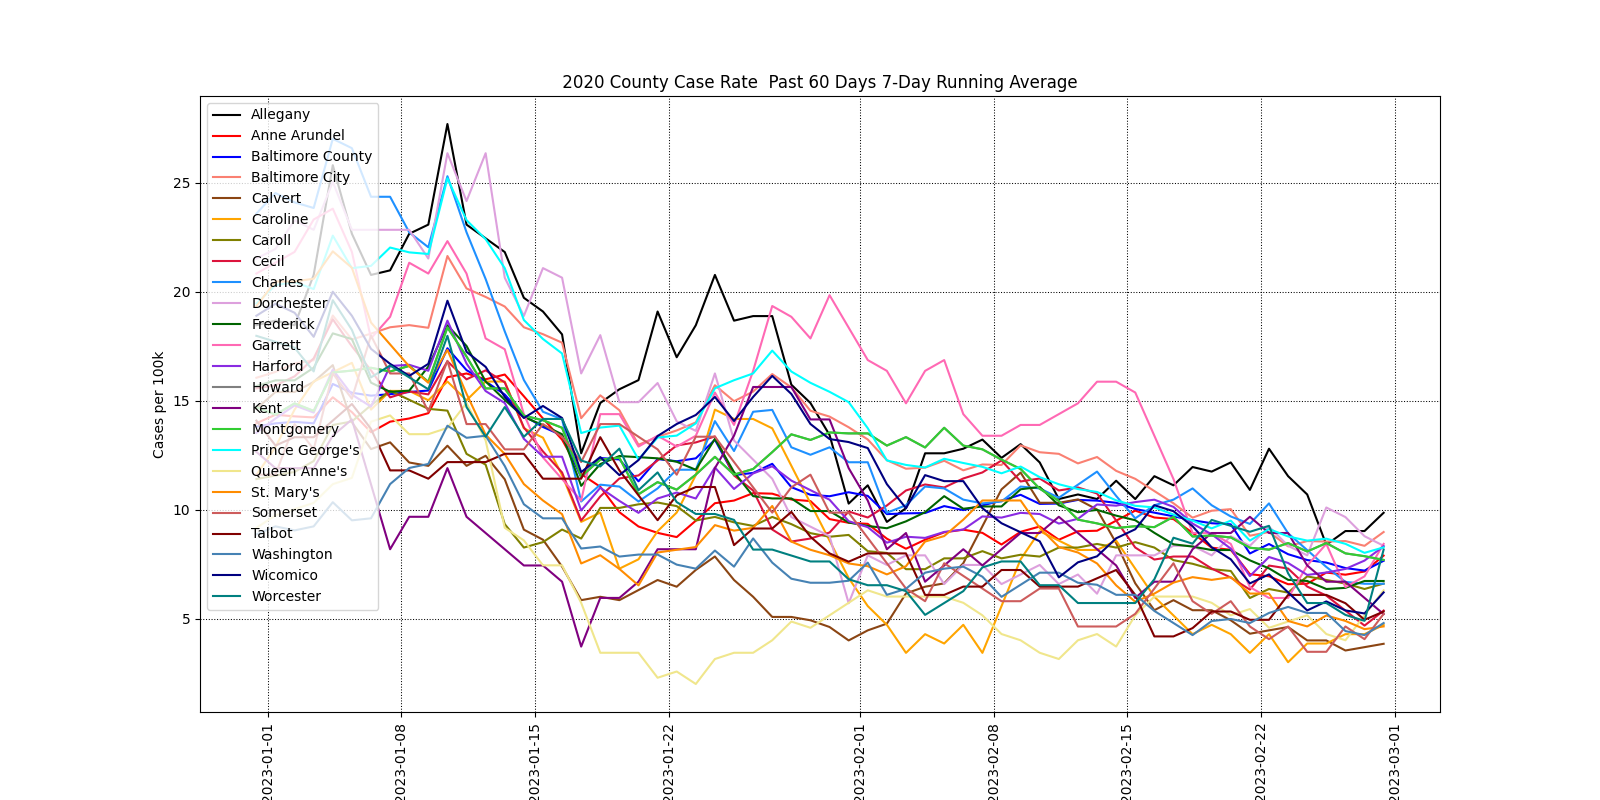 2020 County Case Rate  Past 60 Days 7-Day Running Average
Cases per 100k
25
20
15
10
5
Allegany
Anne Arundel
Baltimore County
Baltimore City
Calvert
Caroline
Caroll
Cecil
Charles
Dorchester
Frederick
Garrett
Harford
Howard
Kent
Montgomery
Prince George's
Queen Anne's
St. Mary's
Somerset
Talbot
Washington
Wicomico
Worcester
2023-01-01
2023-01-08
2023-01-15
2023-01-22
2023-02-01
2023-02-08
2023-02-15
2023-02-22
2023-03-01